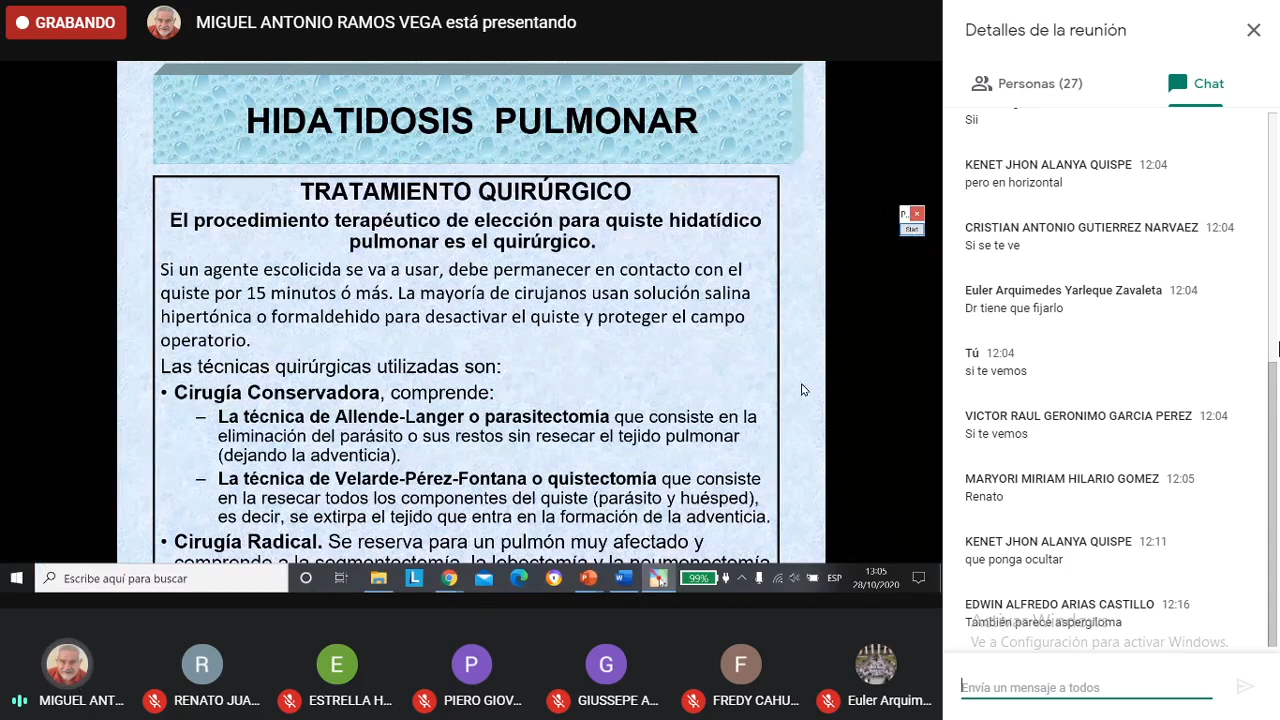 GRABANDO
MIGUEL ANTONIO RAMOS VEGA está presentando
HIDATIDOSIS PULMONAR
TRATAMIENTO QUIRÚRGICO
El procedimiento terapéutico de elección para quiste hidatídico
pulmonar es el quirúrgico.
Si un agente escolicida se va a usar, debe permanecer en contacto con el
quiste por 15 minutos ó más. La mayoría de cirujanos usan solución salina
hipertónica o formaldehido para desactivar el quiste y proteger el campo
operatorio.
Las técnicas quirúrgicas utilizadas son:
• Cirugía Conservadora, comprende:
– La técnica de Allende-Langer o parasitectomía que consiste en la
eliminación del parásito o sus restos sin resecar el tejido pulmonar
(dejando la adventicia).
– La técnica de Velarde-Pérez-Fontana o quistectomía que consiste
en la resecar todos los componentes del quiste (parásito y huésped),
es decir, se extirpa el tejido que entra en la formación de la adventicia.
• Cirugía Radical. Se reserva para un pulmón muy afectado y
comprende a la segmentectomía, la lobectomía y la neumonectomía
P..
Start
Escribe aquí para buscar
99%
ESP
13:05
28/10/2020
MIGUEL ANT...
R
RENATO JUA...
E
ESTRELLA H...
P
PIERO GIOV...
G
GIUSSEPE A...
F
FREDY CAHU...
Euler Arquim...
Detalles de la reunión
Personas (27)
Chat
Sii
KENET JHON ALANYA QUISPE 12:04
pero en horizontal
CRISTIAN ANTONIO GUTIERREZ NARVAEZ 12:04
Si se te ve
Euler Arquimedes Yarleque Zavaleta 12:04
Dr tiene que fijarlo
Tú 12:04
si te vemos
VICTOR RAUL GERONIMO GARCIA PEREZ 12:04
Si te vemos
MARYORI MIRIAM HILARIO GOMEZ 12:05
Renato
KENET JHON ALANYA QUISPE 12:11
que ponga ocultar
EDWIN ALFREDO ARIAS CASTILLO 12:16
También parece aspergiloma
Activar Windows
Ve a Configuración para activar Windows.
Envía un mensaje a todos